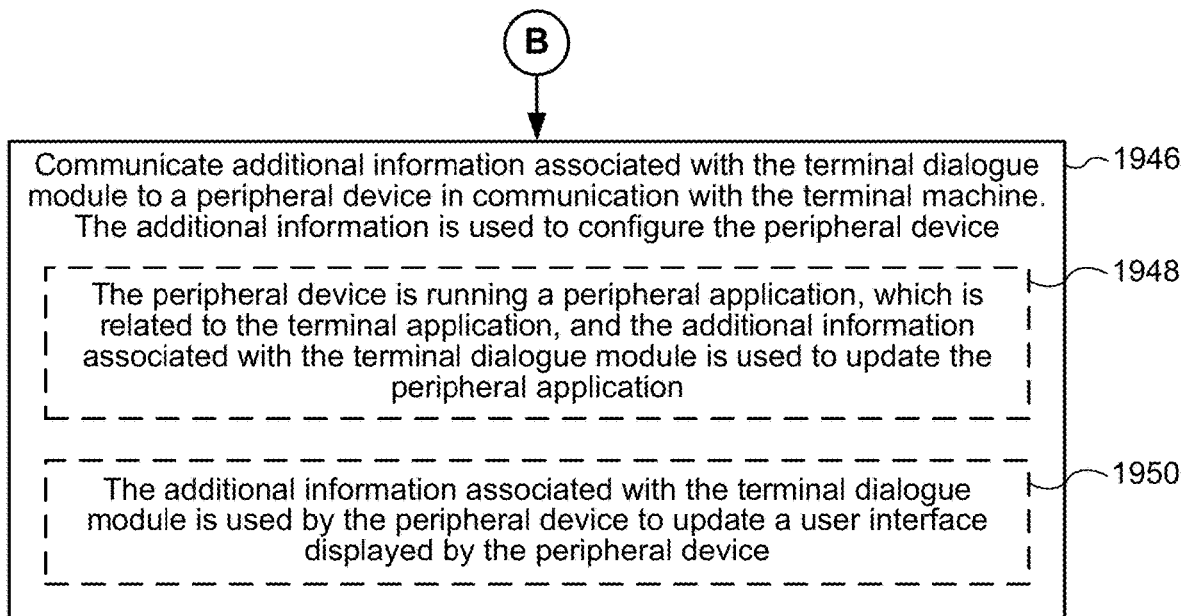 B
Communicate additional information associated with the terminal dialogue
module to a peripheral device in communication with the terminal machine.
The additional information is used to configure the peripheral device
1946
The peripheral device is running a peripheral application, which is
related to the terminal application, and the additional information
associated with the terminal dialogue module is used to update the
peripheral application
1948
The additional information associated with the terminal dialogue
module is used by the peripheral device to update a user interface
displayed by the peripheral device
1950